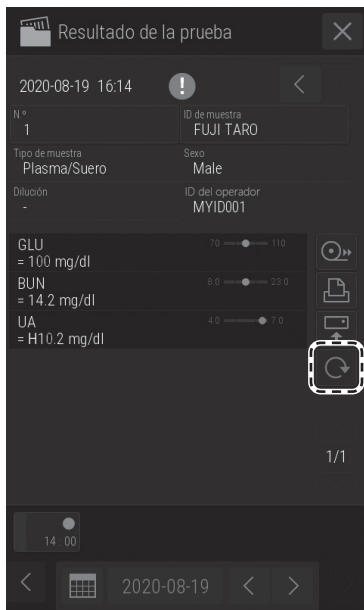 Resultado de la prueba
2020-08-19 16:14
N º
ID de muestra
1
FUJI TARO
Tipo de muestra
Sexo
Plasma/Suero
Male
Dilución
ID del operador
-
MYID001
GLU
70 110
= 100 mg/dl
BUN
8.0 23.0
= 14.2 mg/dl
UA
4.0 7.0
= H10.2 mg/dl
1/1
14 : 00
2020-08-19